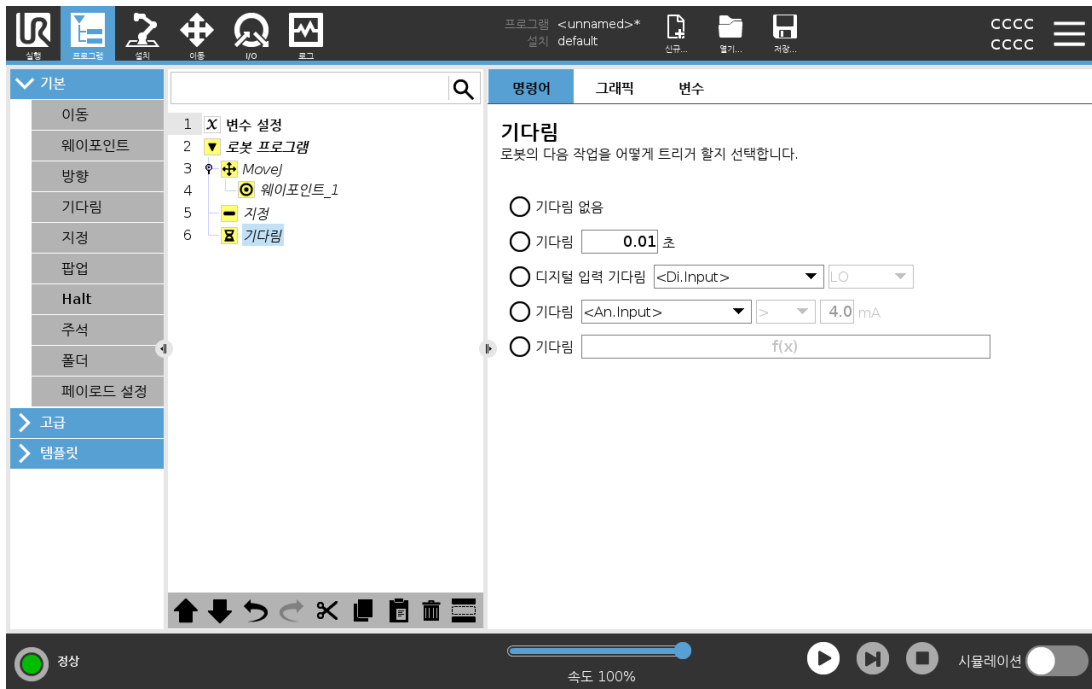 프로그램 <unnamed>*
설치 default
cccc
cccc
실행 프로그램 설치 이동 I/O 로그 신규... 열기... 저장...
기본
이동
웨이포인트
방향
기다림
지정
팝업
Halt
주석
폴더
페이로드 설정
고급
템플릿
1 x 변수 설정
2 로봇 프로그램
3 MoveJ
4 웨이포인트_1
5 지정
6 기다림
명령어 그래픽 변수
기다림
로봇의 다음 작업을 어떻게 트리거 할지 선택합니다.
기다림 없음
기다림 0.01 초
디지털 입력 기다림 <Di.Input> LO
기다림 <An.Input> > 4.0 mA
기다림 f(x)
정상
속도 100%
시뮬레이션